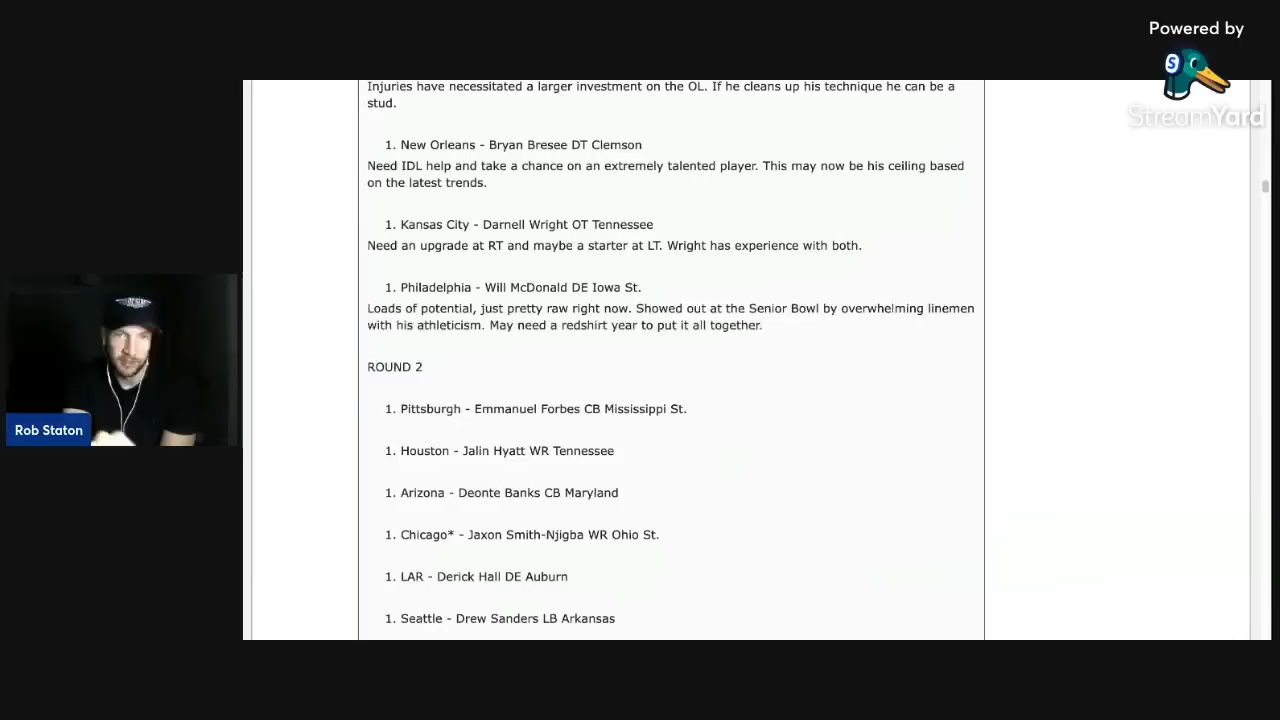 Powered by
S
StreamYard
Injuries have necessitated a larger investment on the OL. If he cleans up his technique he can be a
stud.
1. New Orleans - Bryan Bresee DT Clemson
Need IDL help and take a chance on an extremely talented player. This may now be his ceiling based
on the latest trends.
1. Kansas City - Darnell Wright OT Tennessee
Need an upgrade at RT and maybe a starter at LT. Wright has experience with both.
1. Philadelphia - Will McDonald DE Iowa St.
Loads of potential, just pretty raw right now. Showed out at the Senior Bowl by overwhelming linemen
with his athleticism. May need a redshirt year to put it all together.
ROUND 2
1. Pittsburgh - Emmanuel Forbes CB Mississippi St.
1. Houston - Jalin Hyatt WR Tennessee
1. Arizona - Deonte Banks CB Maryland
1. Chicago* - Jaxon Smith-Njigba WR Ohio St.
1. LAR - Derick Hall DE Auburn
1. Seattle - Drew Sanders LB Arkansas
Rob Staton